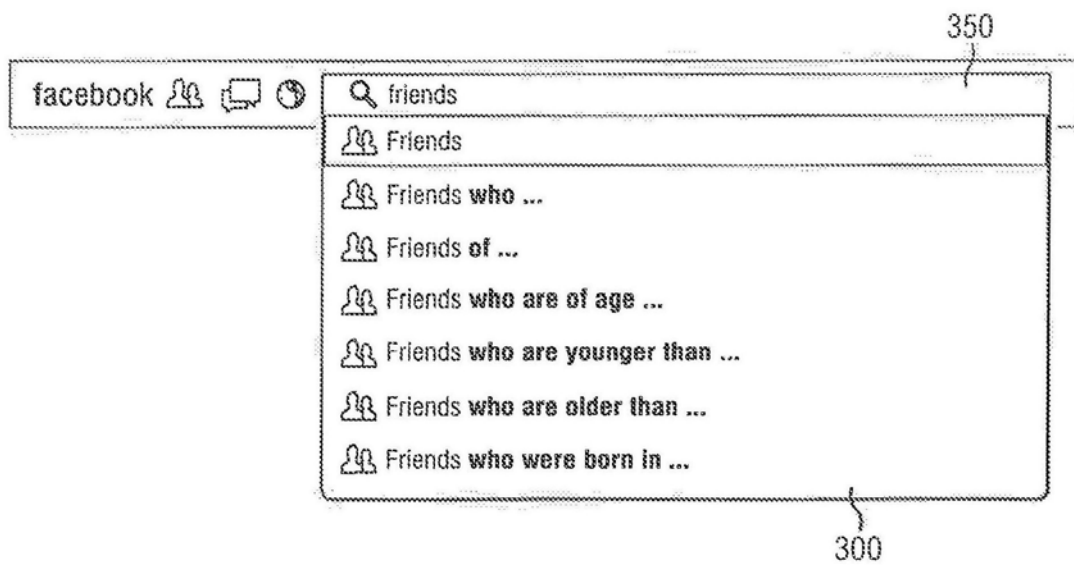 350
facebook friends
Friends
Friends who ...
Friends of ...
Friends who are of age ...
Friends who are younger than ...
Friends who are older than ...
Friends who were born in ...
300